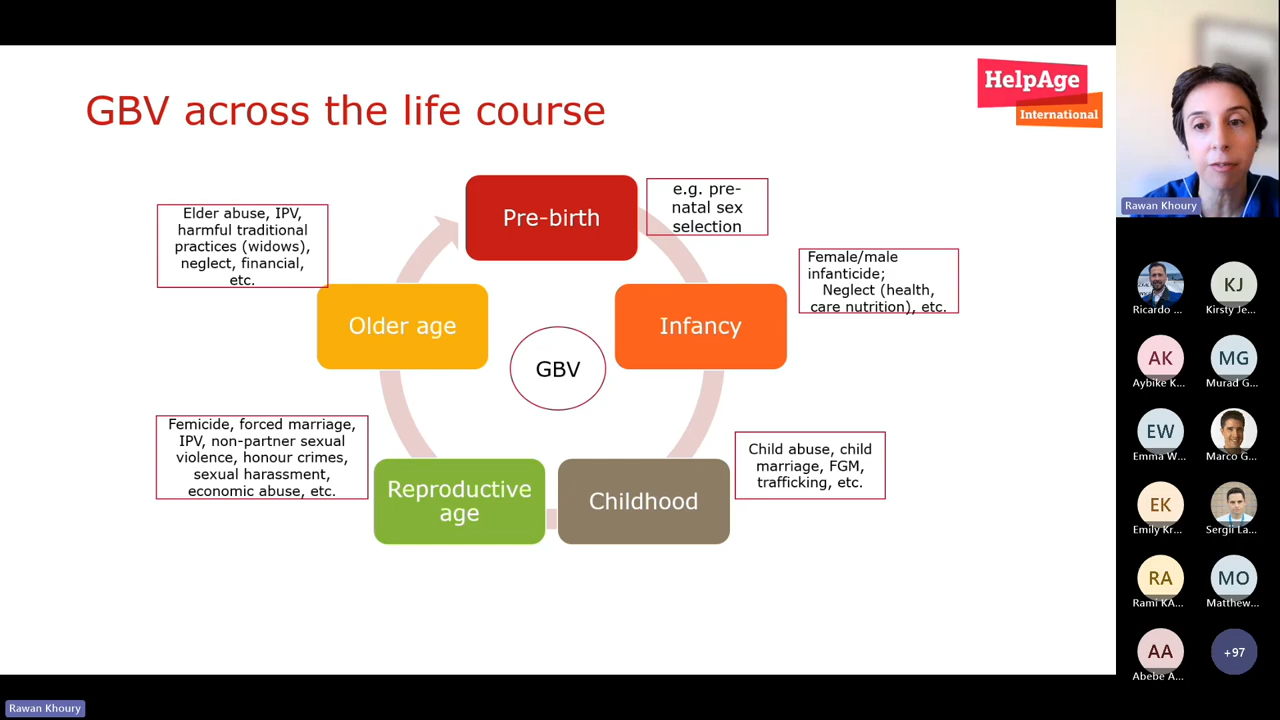 GBV across the life course
HelpAge
International
Pre-birth
e.g. pre-
natal sex
selection
Female/male
infanticide;
Neglect (health,
care nutrition), etc.
Infancy
Child abuse, child
marriage, FGM,
trafficking, etc.
Childhood
Reproductive
age
Femicide, forced marriage,
IPV, non-partner sexual
violence, honour crimes,
sexual harassment,
economic abuse, etc.
Older age
Elder abuse, IPV,
harmful traditional
practices (widows),
neglect, financial,
etc.
GBV
Rawan Khoury
Ricardo ...
KJ
Kirsty Je...
AK
Aybike K...
MG
Murad G...
EW
Emma W...
Marco G...
EK
Emily Kr...
Sergii La...
RA
Rami KA...
MO
Matthew...
AA
Abebe A...
+97
Rawan Khoury